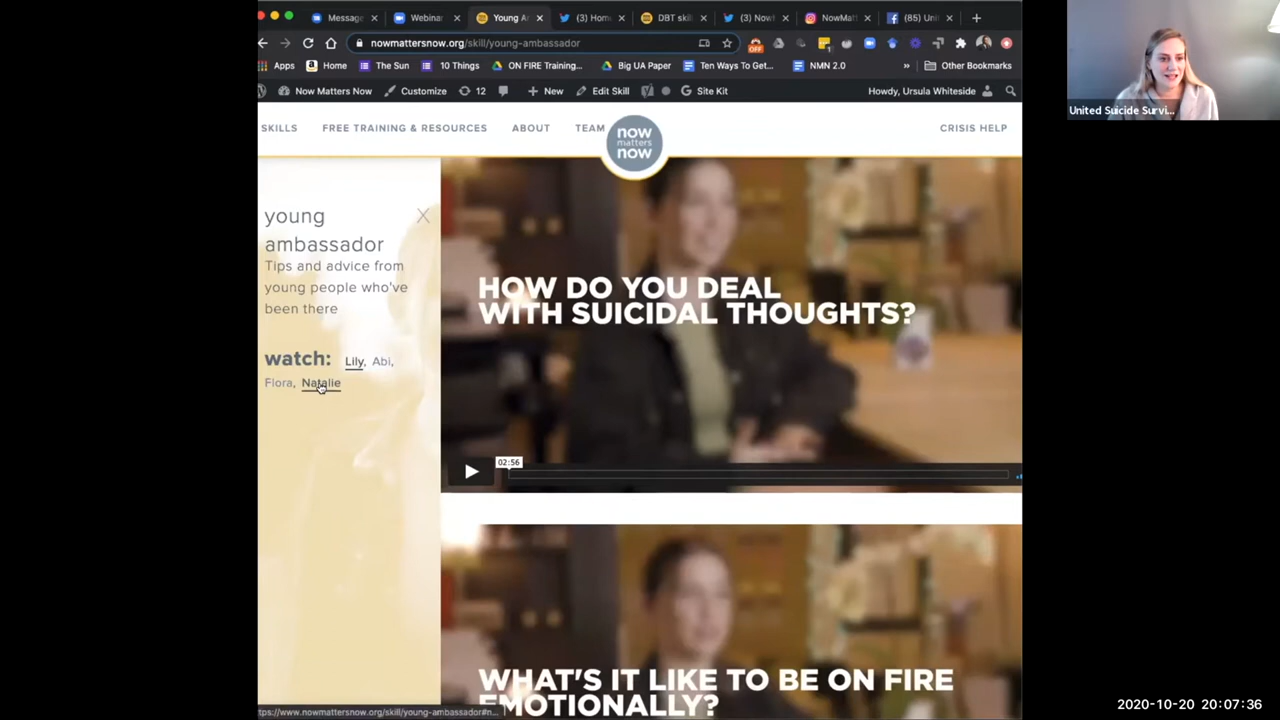 Message
Webinar
Young A
(3) Hom
DBT skil
(3) Now
NowMat
(85) Uni
nowmattersnow.org/skill/young-ambassador
OFF
1
Apps
Home
The Sun
10 Things
ON FIRE Training...
Big UA Paper
Ten Ways To Get...
NMN 2.0
»
Other Bookmarks
Now Matters Now
Customize
12
New
Edit Skill
Site Kit
Howdy, Ursula Whiteside
SKILLS
FREE TRAINING & RESOURCES
ABOUT
TEAM
now
matters
now
CRISIS HELP
young
ambassador
X
Tips and advice from
young people who've
been there
watch: Lily, Abi,
Fiora, Natalie
HOW DO YOU DEAL
WITH SUICIDAL THOUGHTS?
02:56
WHAT'S IT LIKE TO BE ON FIRE
EMOTIONALLY?
tps://www.nowmattersnow.org/skill/young-ambassador#n...
United Suicide Survi...
2020-10-20 20:07:36